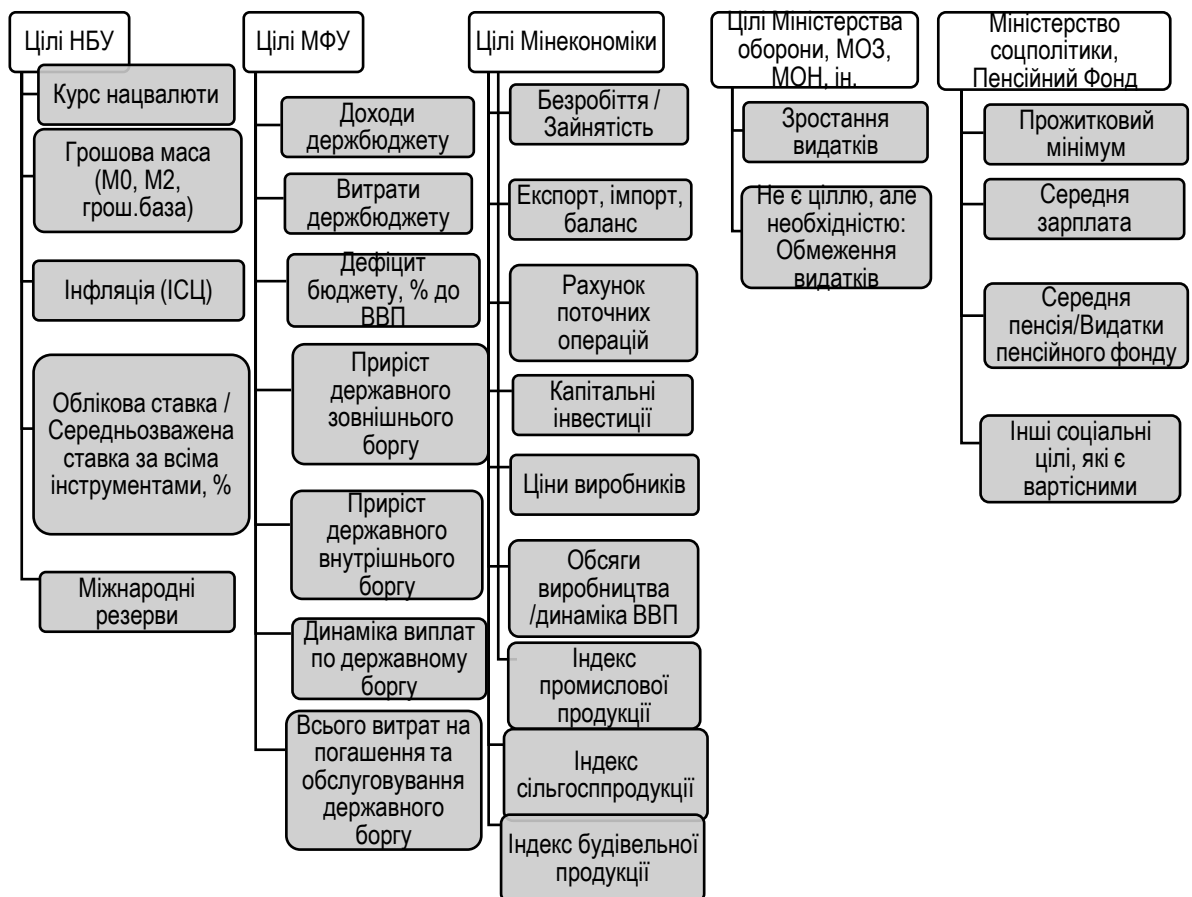 Цілі НБУ
Курс нацвалюти
Грошова маса
(М0, М2,
грош.база)
Інфляція (ІСЦ)
Облікова ставка /
Середньозважена
ставка за всіма
інструментами, %
Міжнародні
резерви
Цілі МФУ
Доходи
держбюджету
Витрати
держбюджету
Дефіцит
бюджету, % до
ВВП
Приріст
державного
зовнішнього
боргу
Приріст
державного
внутрішнього
боргу
Динаміка виплат
по державному
боргу
Всього витрат на
погашення та
обслуговування
державного
боргу
Цілі Мінекономіки
Безробіття /
Зайнятість
Експорт, імпорт,
баланс
Рахунок
поточних
операцій
Капітальні
інвестиції
Ціни виробників
Обсяги
виробництва
/динаміка ВВП
Індекс
промислової
продукції
Індекс
сільгосппродукції
Індекс будівельної
продукції
Цілі Міністерства
оборони, МОЗ,
МОН, ін.
Зростання
видатків
Не є ціллю, але
необхідністю:
Обмеження
видатків
Міністерство
соцполітики,
Пенсійний Фонд
Прожитковий
мінімум
Середня
зарплата
Середня
пенсія/Видатки
пенсійного фонду
Інші соціальні
цілі, які є
вартісними